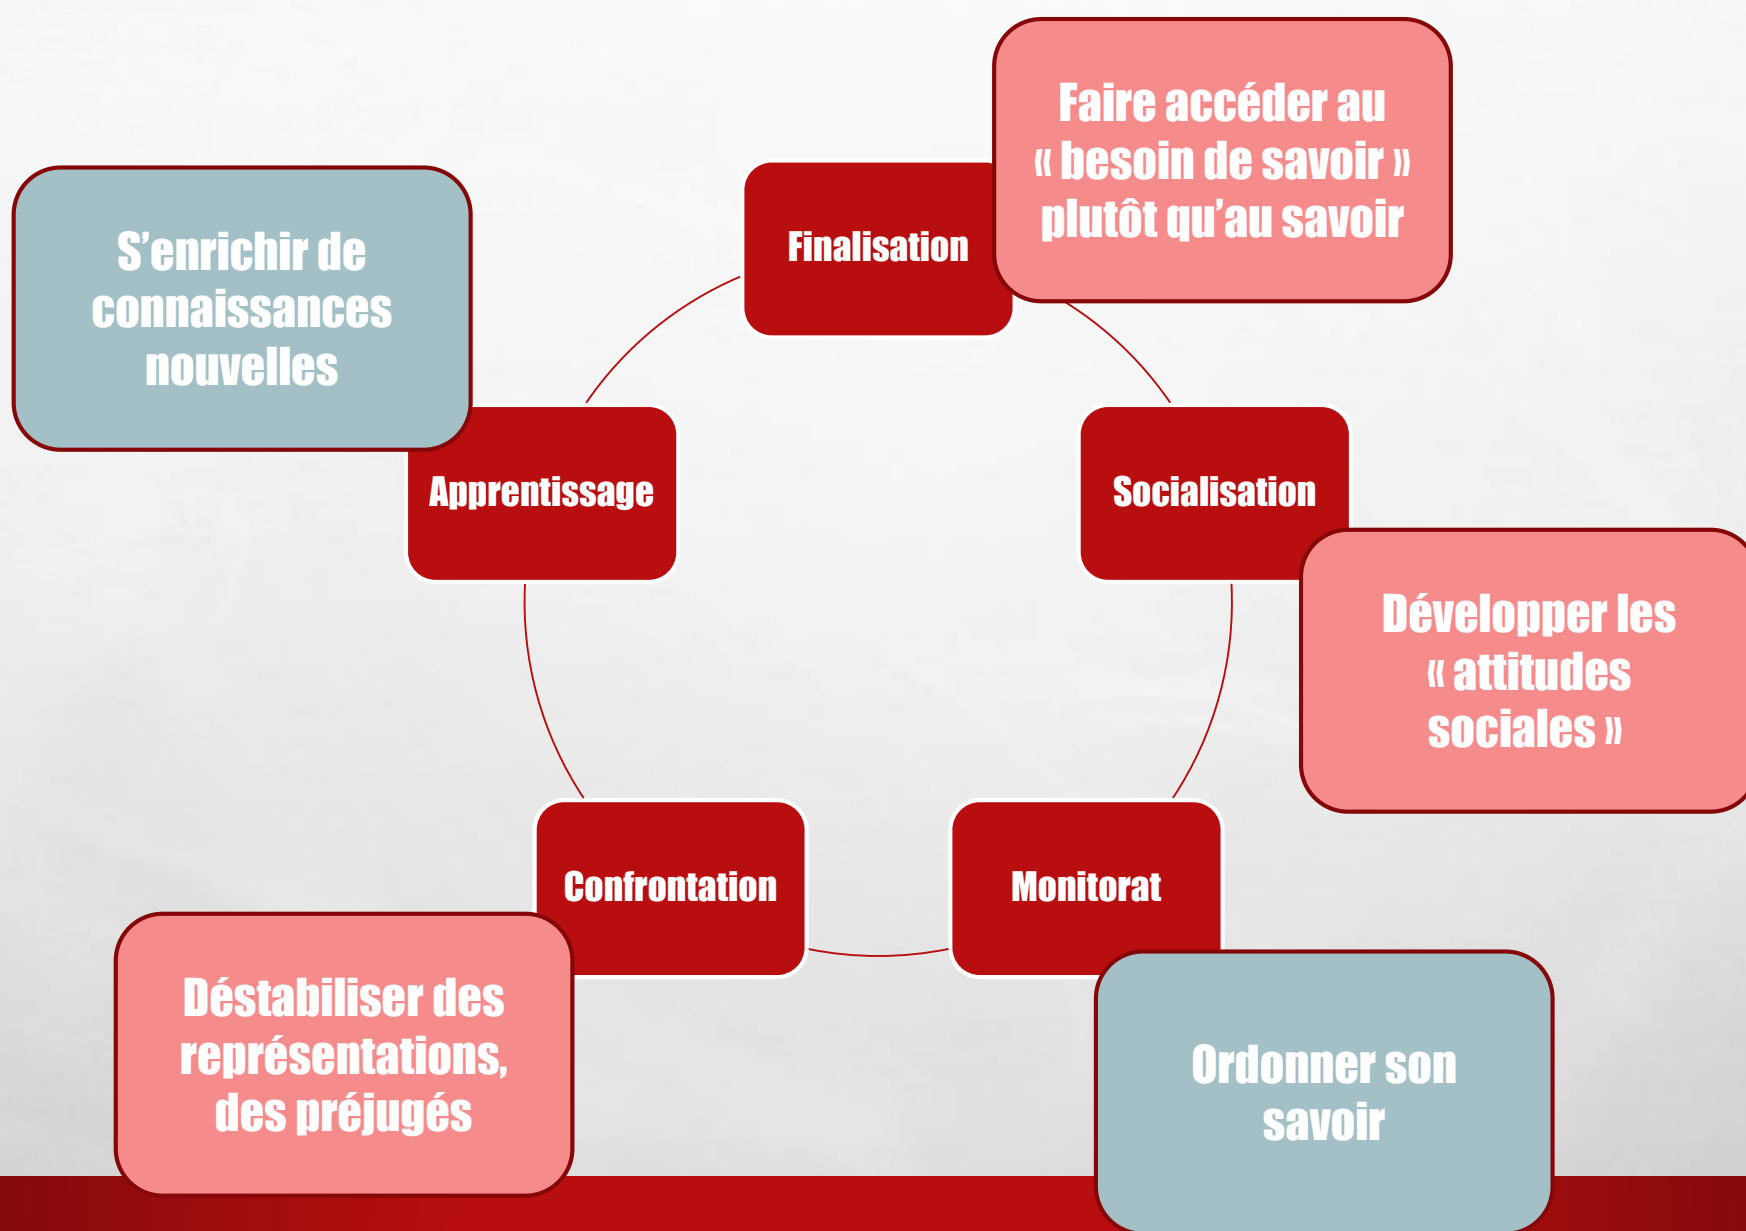 Finalisation
Faire accéder au
« besoin de savoir »
plutôt qu’au savoir
Socialisation
Développer les
« attitudes
sociales »
Monitorat
Ordonner son
savoir
Confrontation
Déstabiliser des
représentations,
des préjugés
Apprentissage
S’enrichir de
connaissances
nouvelles